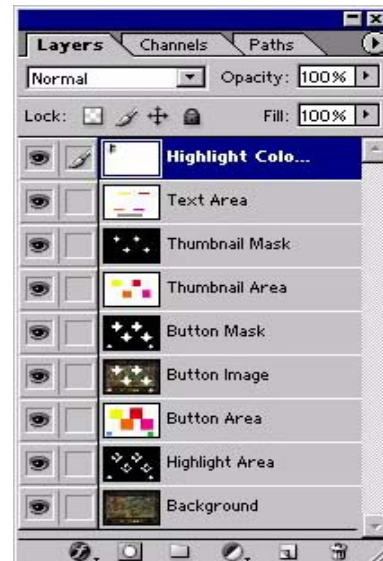 Layers Channels Paths
Normal Opacity: 100%
Lock: Fill: 100%
Highlight Colo...
Text Area
Thumbnail Mask
Thumbnail Area
Button Mask
Button Image
Button Area
Highlight Area
Background